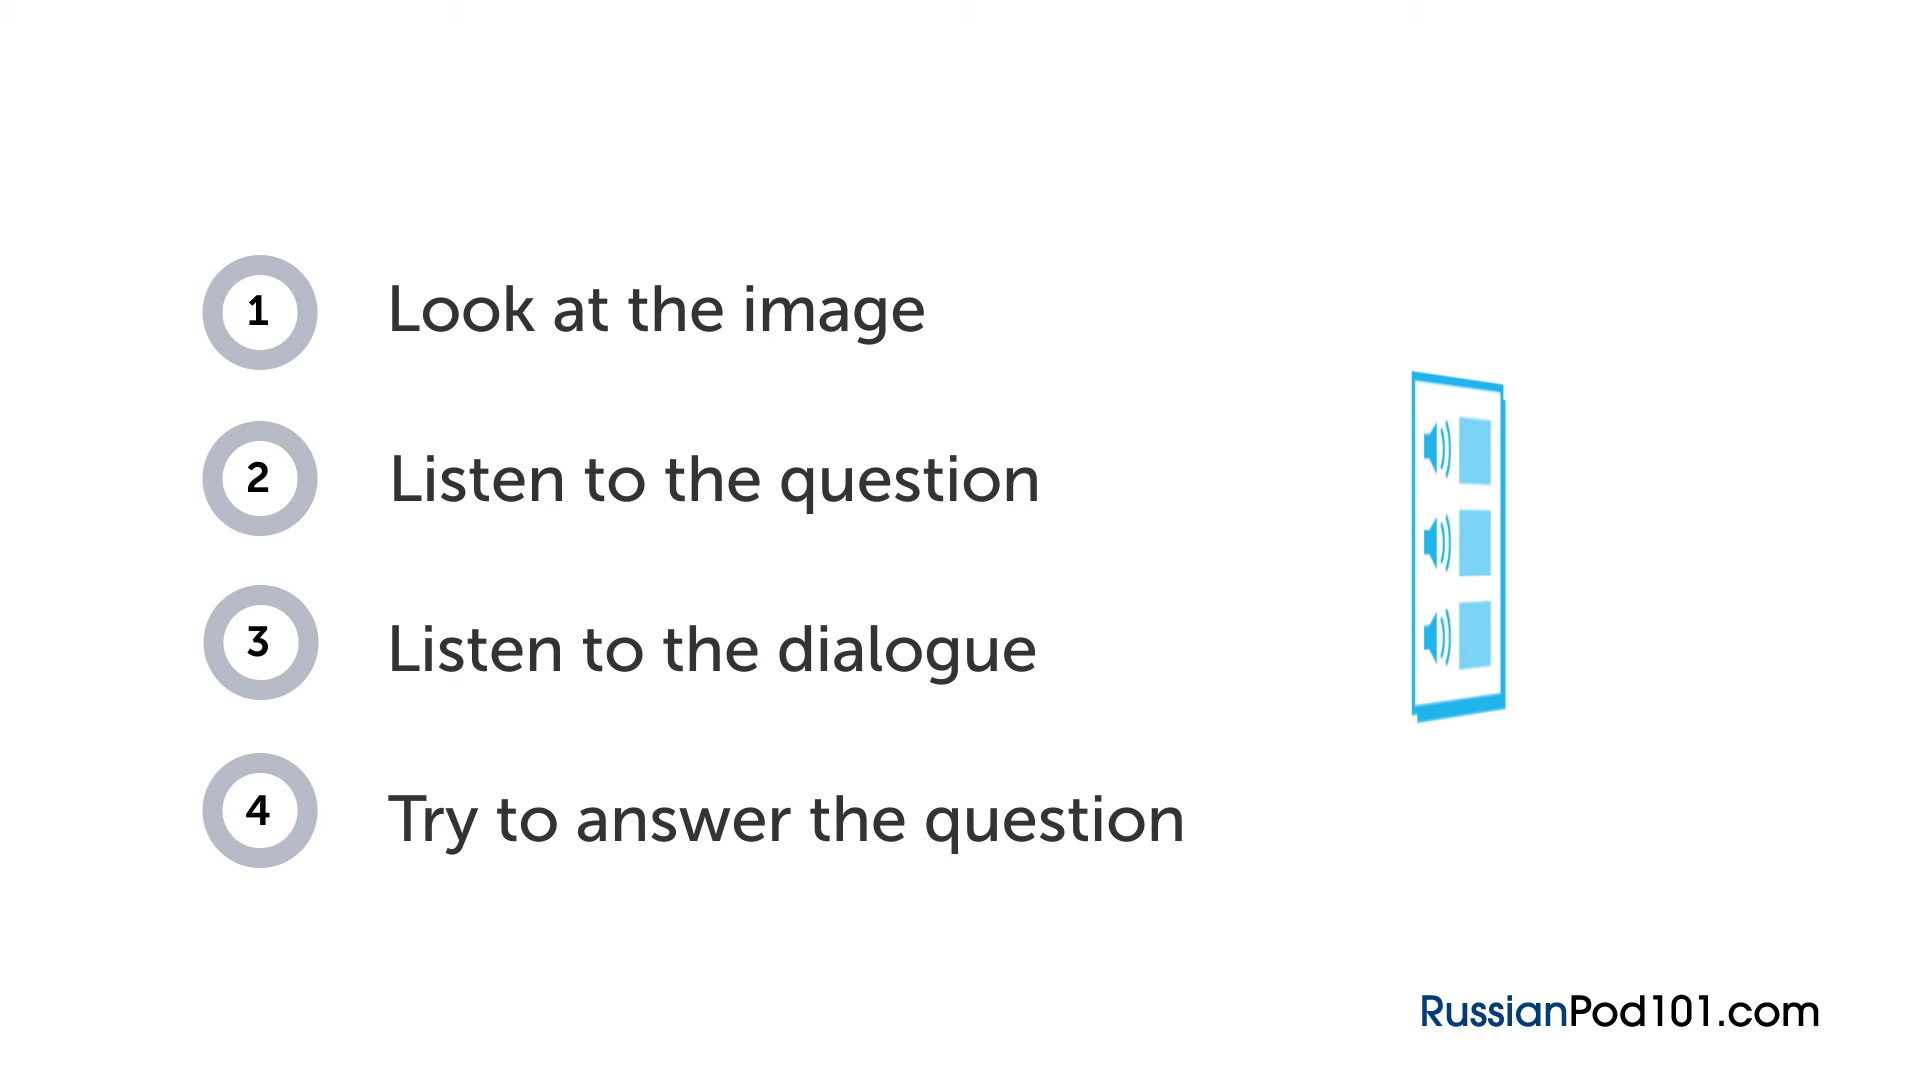 1 Look at the image
2 Listen to the question
3 Listen to the dialogue
4 Try to answer the question
RussianPod101.com